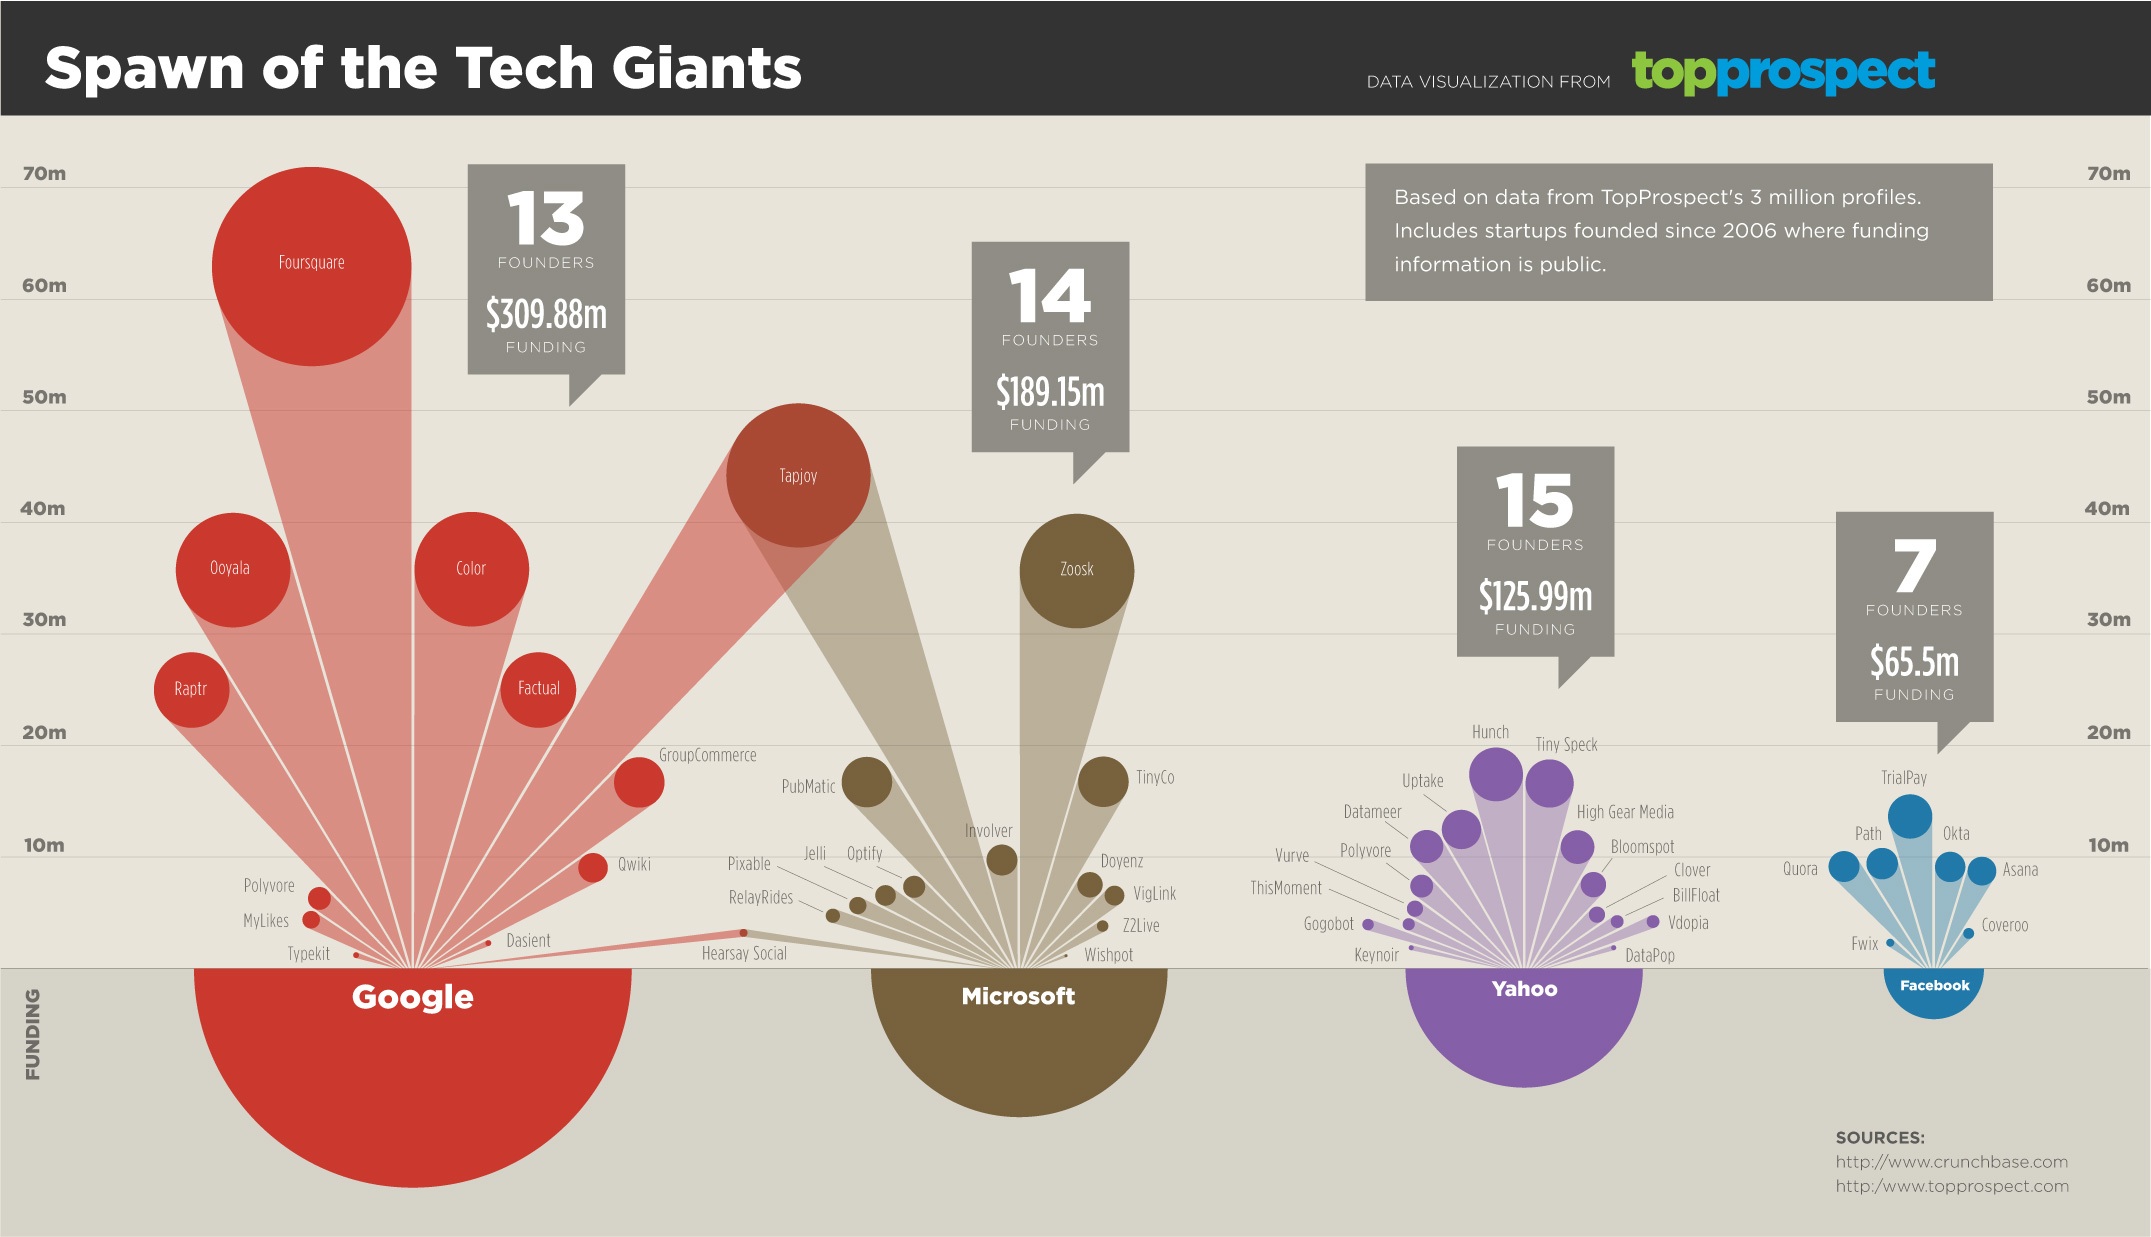 Spawn of the Tech Giants
DATA VISUALIZATION FROM topprospect
70m
60m
50m
40m
30m
20m
10m
70m
60m
50m
40m
30m
20m
10m
Based on data from TopProspect's 3 million profiles.
Includes startups founded since 2006 where funding
information is public.
13
FOUNDERS
$309.88m
FUNDING
Foursquare
Ooyala
Color
Raptr
Factual
GroupCommerce
Qwiki
Polyvore
MyLikes
Typekit
Dasient
Hearsay Social
Tapjoy
Google
14
FOUNDERS
$189.15m
FUNDING
Zoosk
PubMatic
TinyCo
Involver
Optify
Jelli
Pixable
RelayRides
Doyenz
VigLink
Z2Live
Wishpot
Microsoft
15
FOUNDERS
$125.99m
FUNDING
Hunch
Tiny Speck
Uptake
Datameer
High Gear Media
Polyvore
Bloomspot
Vurve
Clover
ThisMoment
BillFloat
Gogobot
Vdopia
Keynoir
DataPop
Yahoo
7
FOUNDERS
$65.5m
FUNDING
TrialPay
Path
Okta
Quora
Asana
Coveroo
Fwix
Facebook
FUNDING
SOURCES:
http://www.crunchbase.com
http:/www.topprospect.com